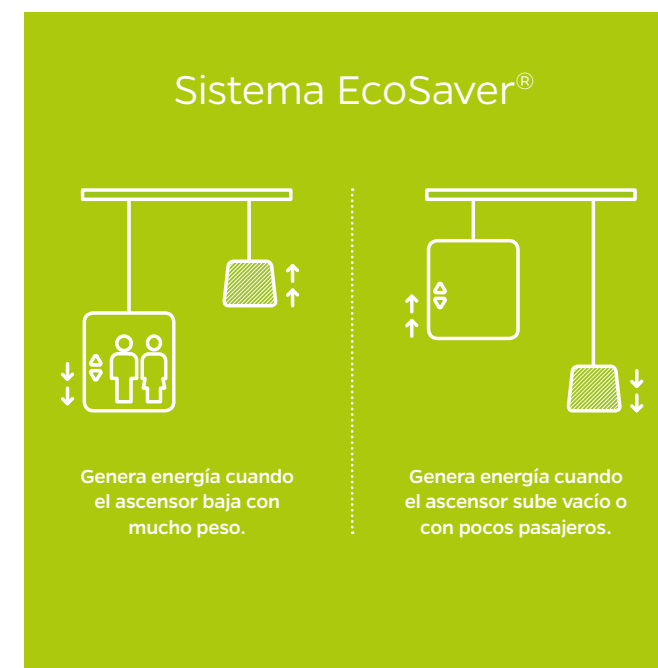 Sistema EcoSaver®
Genera energía cuando
el ascensor baja con
mucho peso.
Genera energía cuando
el ascensor sube vacío o
con pocos pasajeros.